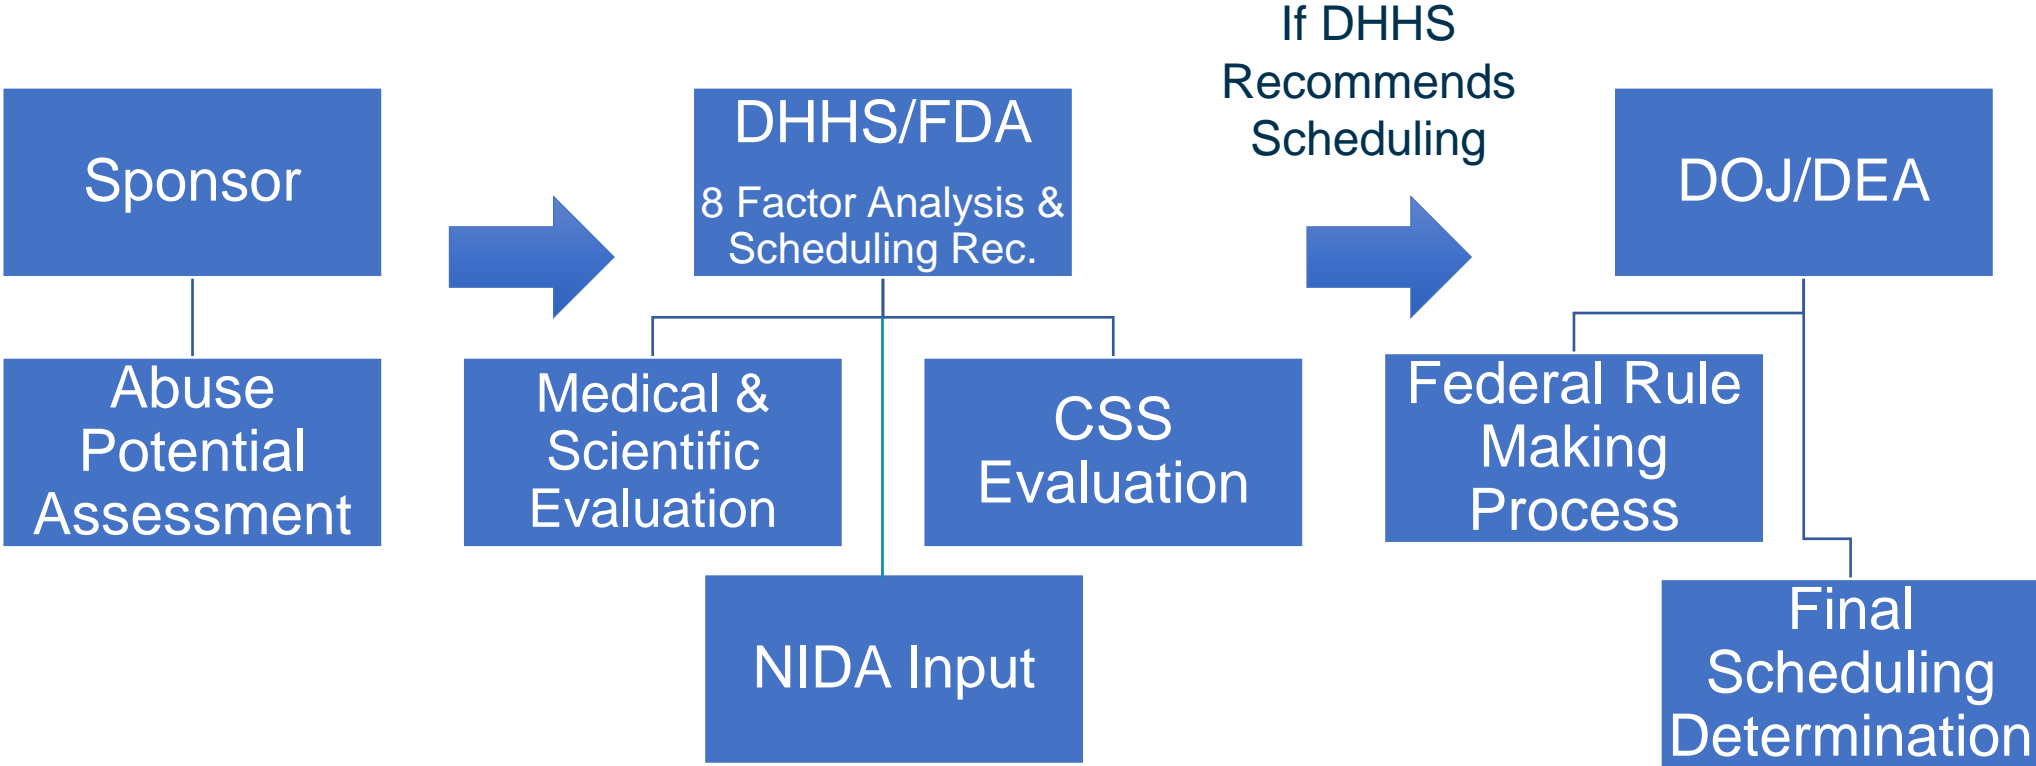 Sponsor
Abuse
Potential
Assessment
DHHS/FDA
8 Factor Analysis &
Scheduling Rec.
Medical &
Scientific
Evaluation
CSS
Evaluation
NIDA Input
If DHHS
Recommends
Scheduling
DOJ/DEA
Federal Rule
Making
Process
Final
Scheduling
Determination